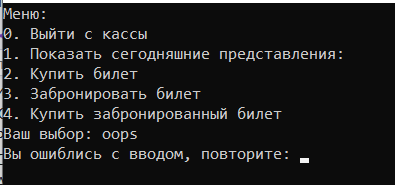 Меню:
0. Выйти с кассы
1. Показать сегодняшние представления:
2. Купить билет
3. Забронировать билет
4. Купить забронированный билет
Ваш выбор: oops
Вы ошиблись с вводом, повторите: